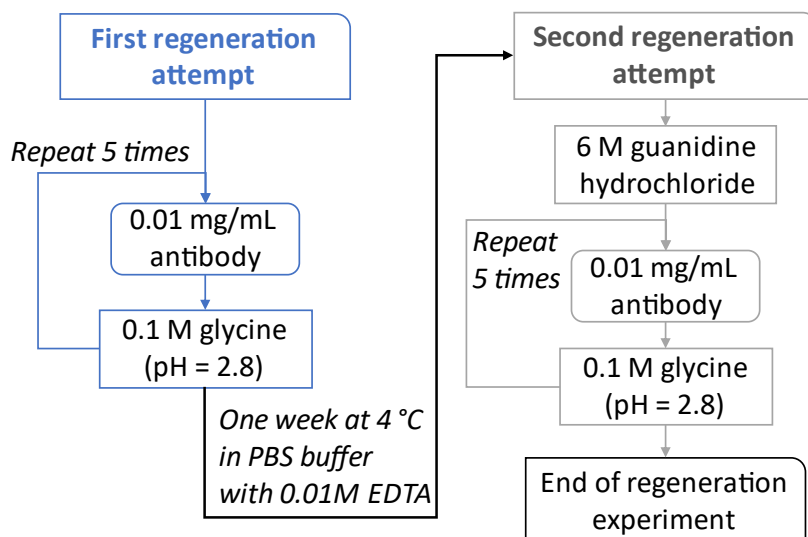 First regeneration
attempt
Repeat 5 times
0.01 mg/mL
antibody
0.1 M glycine
(pH = 2.8)
One week at 4 °C
in PBS buffer
with 0.01M EDTA
Second regeneration
attempt
6 M guanidine
hydrochloride
Repeat
5 times
0.01 mg/mL
antibody
0.1 M glycine
(pH = 2.8)
End of regeneration
experiment